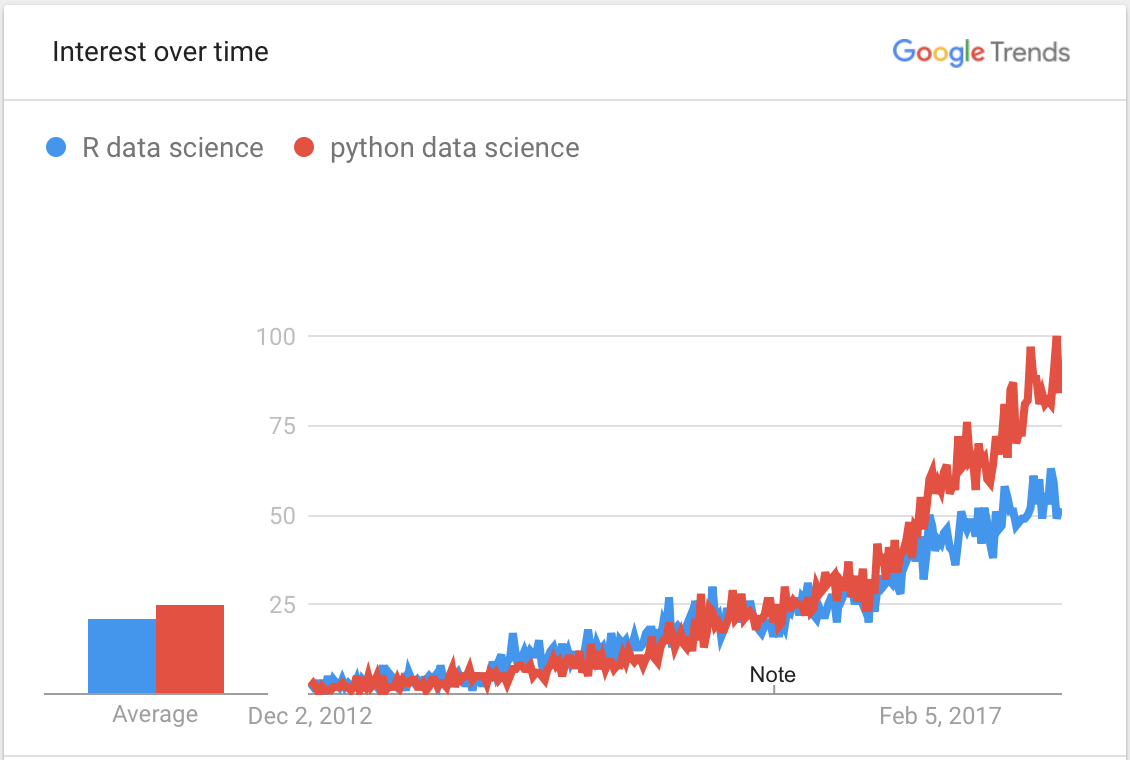 Interest over time
Google Trends
R data science
python data science
100
75
50
25
Note
Average
Dec 2, 2012
Feb 5, 2017